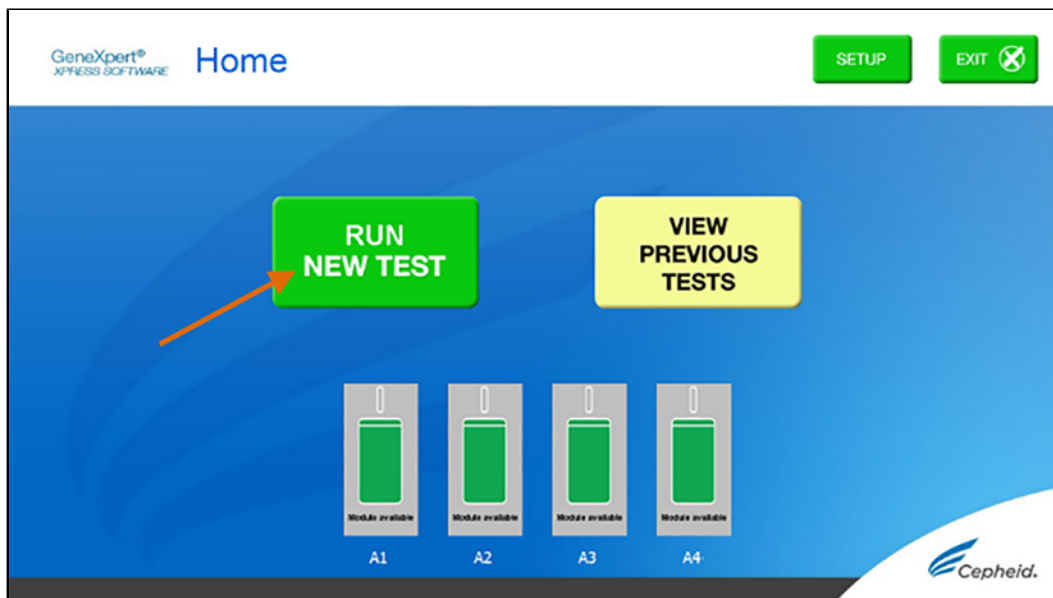 GeneXpert®
XPRESS SOFTWARE
Home
SETUP
EXIT
RUN
NEW TEST
VIEW
PREVIOUS
TESTS
Module available
Module available
Module available
Module available
A1
A2
A3
A4
Cepheid.